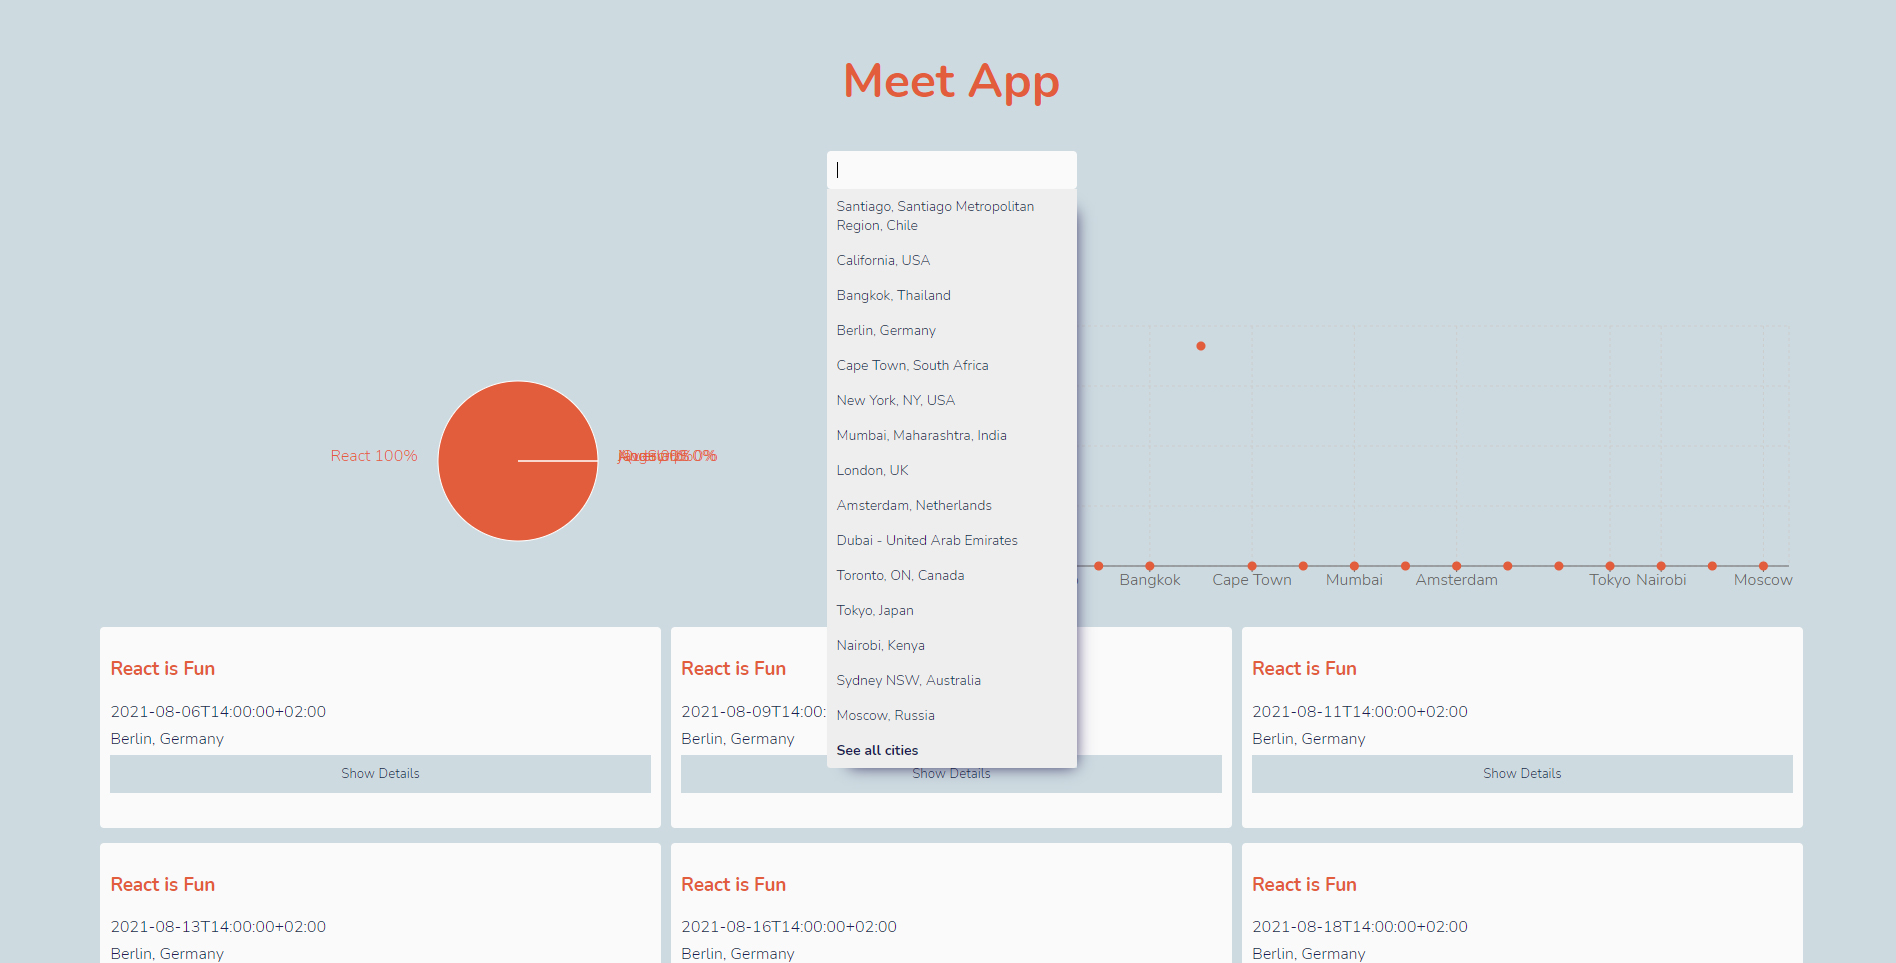 Meet App
Santiago, Santiago Metropolitan
Region, Chile
California, USA
Bangkok, Thailand
Berlin, Germany
Cape Town, South Africa
New York, NY, USA
Mumbai, Maharashtra, India
London, UK
Amsterdam, Netherlands
Dubai - United Arab Emirates
Toronto, ON, Canada
Tokyo, Japan
Nairobi, Kenya
Sydney NSW, Australia
Moscow, Russia
See all cities
React 100%
Bangkok
Cape Town
Mumbai
Amsterdam
Tokyo
Nairobi
Moscow
React is Fun
2021-08-06T14:00:00+02:00
Berlin, Germany
Show Details
React is Fun
2021-08-09T14:00:
Berlin, Germany
Show Details
React is Fun
2021-08-11T14:00:00+02:00
Berlin, Germany
Show Details
React is Fun
2021-08-13T14:00:00+02:00
Berlin, Germany
React is Fun
2021-08-16T14:00:00+02:00
Berlin, Germany
React is Fun
2021-08-18T14:00:00+02:00
Berlin, Germany